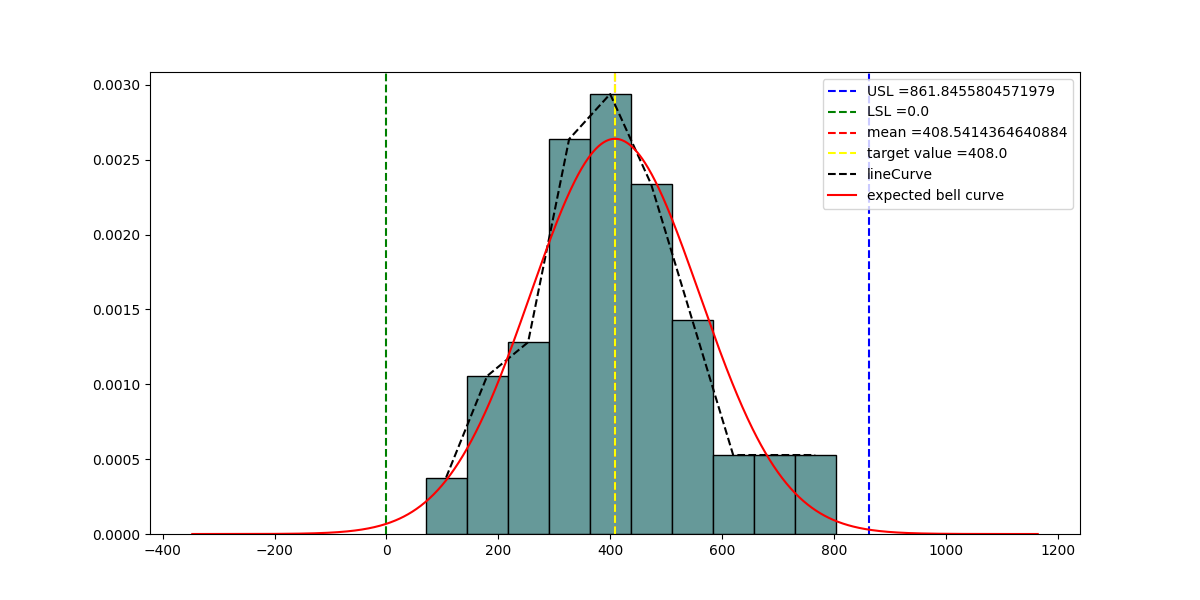 0.0030
0.0025
0.0020
0.0015
0.0010
0.0005
0.0000
−400
−200
0
200
400
600
800
1000
1200
USL =861.8455804571979
LSL =0.0
mean =408.5414364640884
target value =408.0
lineCurve
expected bell curve